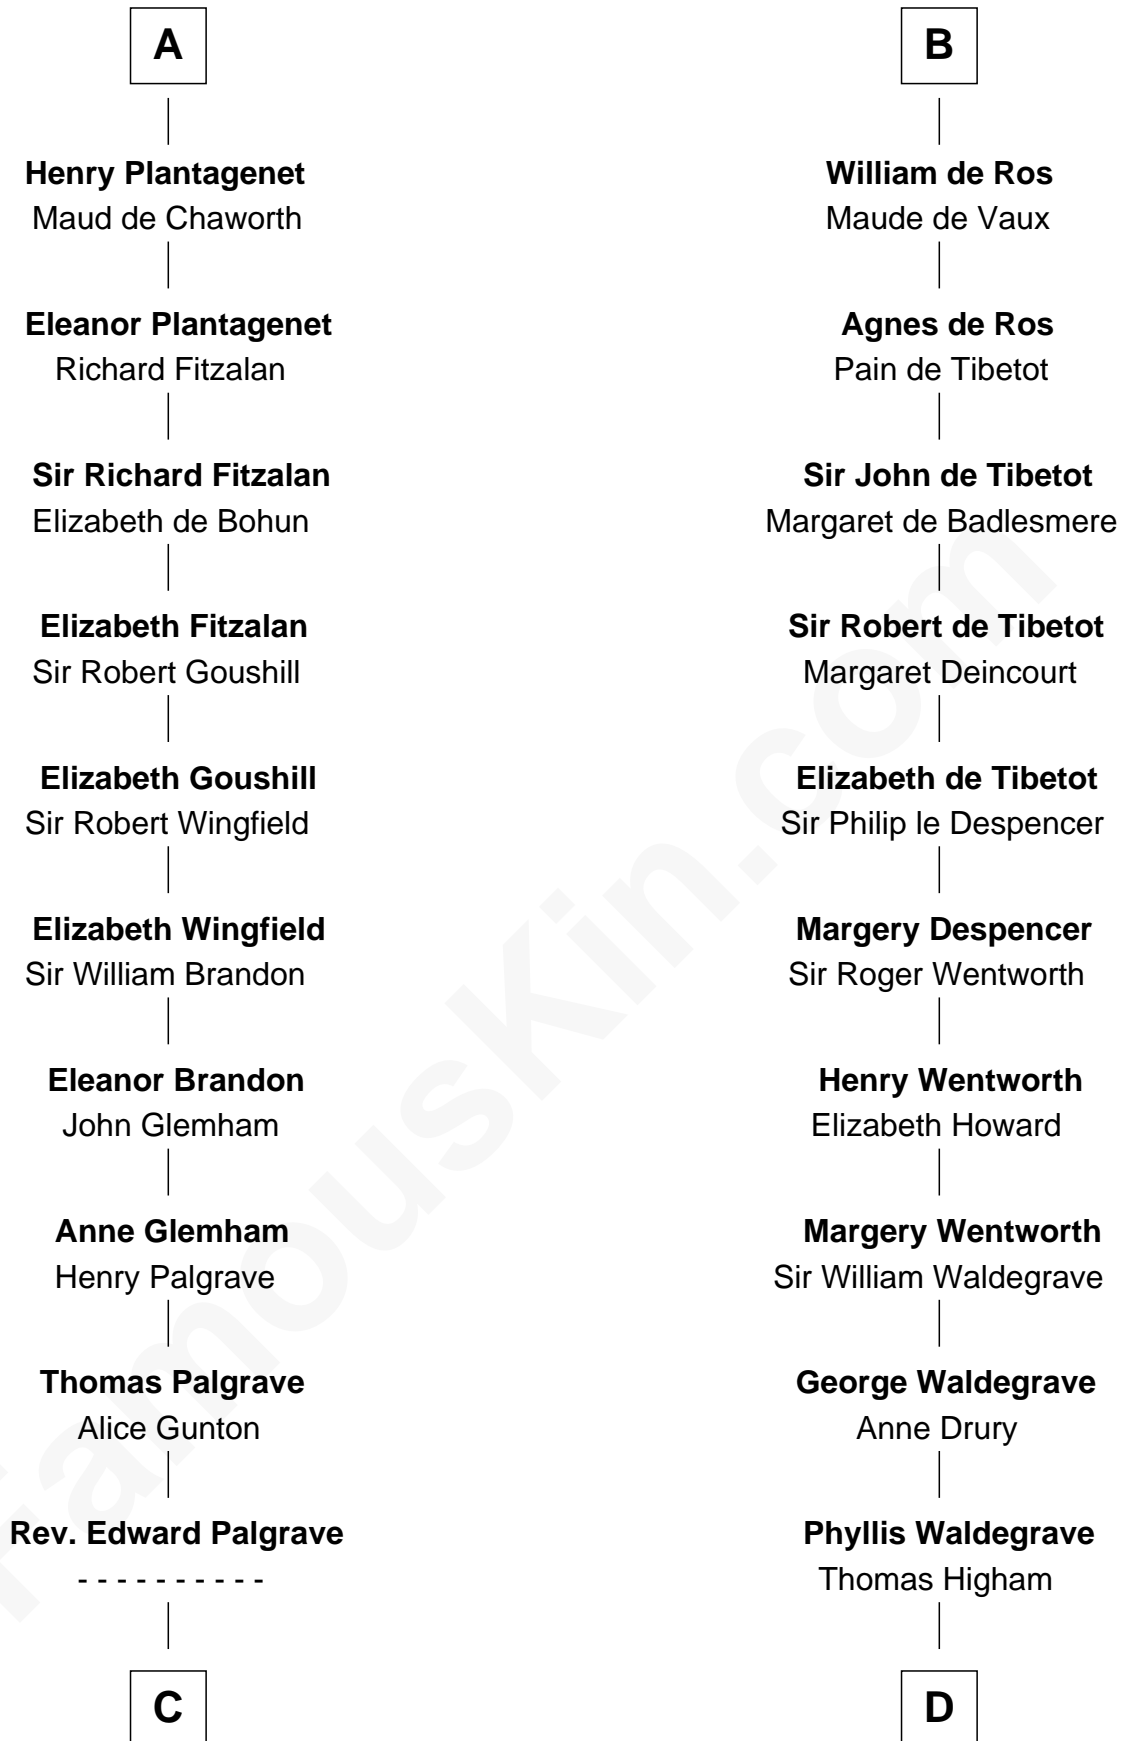 A
Henry Plantagenet
Maud de Chaworth
Eleanor Plantagenet
Richard Fitzalan
Sir Richard Fitzalan
Elizabeth de Bohun
Elizabeth Fitzalan
Sir Robert Goushill
Elizabeth Goushill
Sir Robert Wingfield
Elizabeth Wingfield
Sir William Brandon
Eleanor Brandon
John Glemham
Anne Glemham
Henry Palgrave
Thomas Palgrave
Alice Gunton
Rev. Edward Palgrave
- - - - - - - - - -
C
B
William de Ros
Maude de Vaux
Agnes de Ros
Pain de Tibetot
Sir John de Tibetot
Margaret de Badlesmere
Sir Robert de Tibetot
Margaret Deincourt
Elizabeth de Tibetot
Sir Philip le Despencer
Margery Despencer
Sir Roger Wentworth
Henry Wentworth
Elizabeth Howard
Margery Wentworth
Sir William Waldegrave
George Waldegrave
Anne Drury
Phyllis Waldegrave
Thomas Higham
D
FamousKin.com